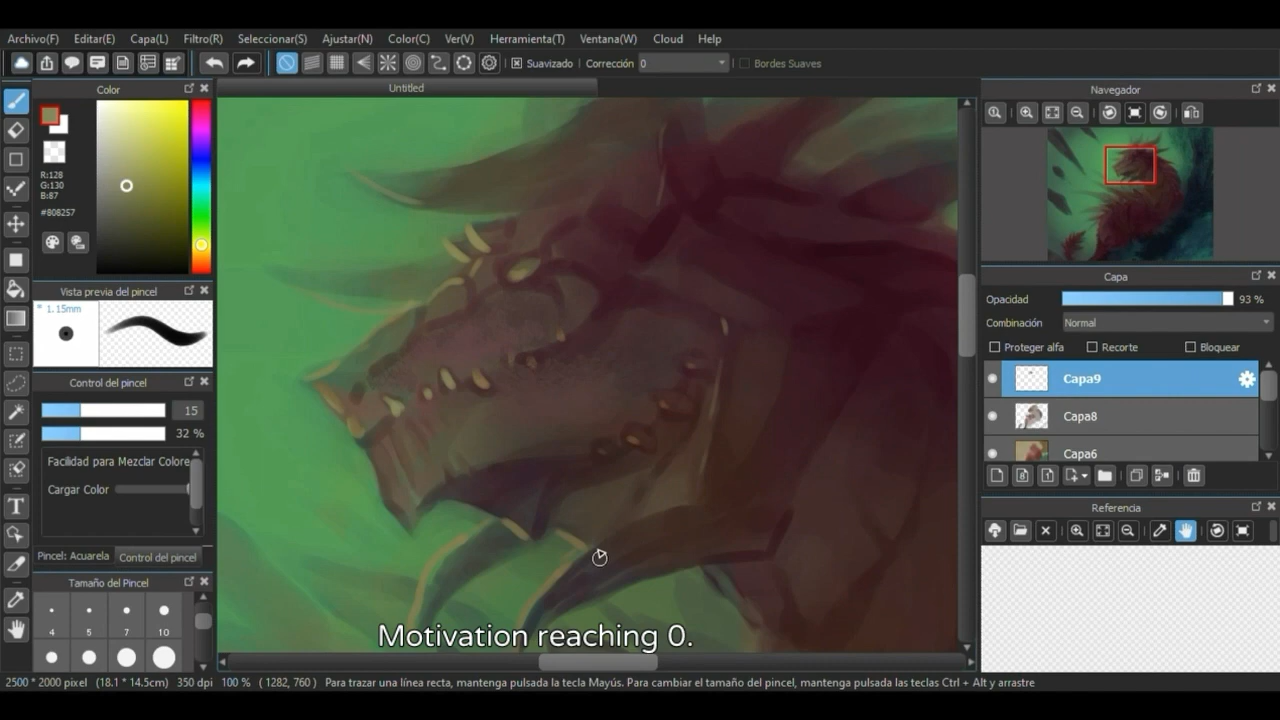 Archivo(F) Editar(E) Capa(L) Filtro(R) Seleccionar(S) Ajustar(N) Color(C) Ver(V) Herramienta(T) Ventana(W) Cloud Help
Suavizado Corrección 0 Bordes Suaves
Color
R:128
G:130
B:87
#808257
Vista previa del pincel
* 1.15mm
Control del pincel
15
32 %
Facilidad para Mezclar Colore
Cargar Color
Pincel: Acuarela Control del pincel
Tamaño del Pincel
4 5 7 10
Untitled
Motivation reaching 0.
Navegador
Capa
Opacidad 93 %
Combinación Normal
Proteger alfa Recorte Bloquear
Capa9
Capa8
Capa6
Referencia
2500 * 2000 pixel (18.1 * 14.5cm) 350 dpi 100 % ( 1282, 760 ) Para trazar una línea recta, mantenga pulsada la tecla Mayús. Para cambiar el tamaño del pincel, mantenga pulsadas las teclas Ctrl + Alt y arrastre